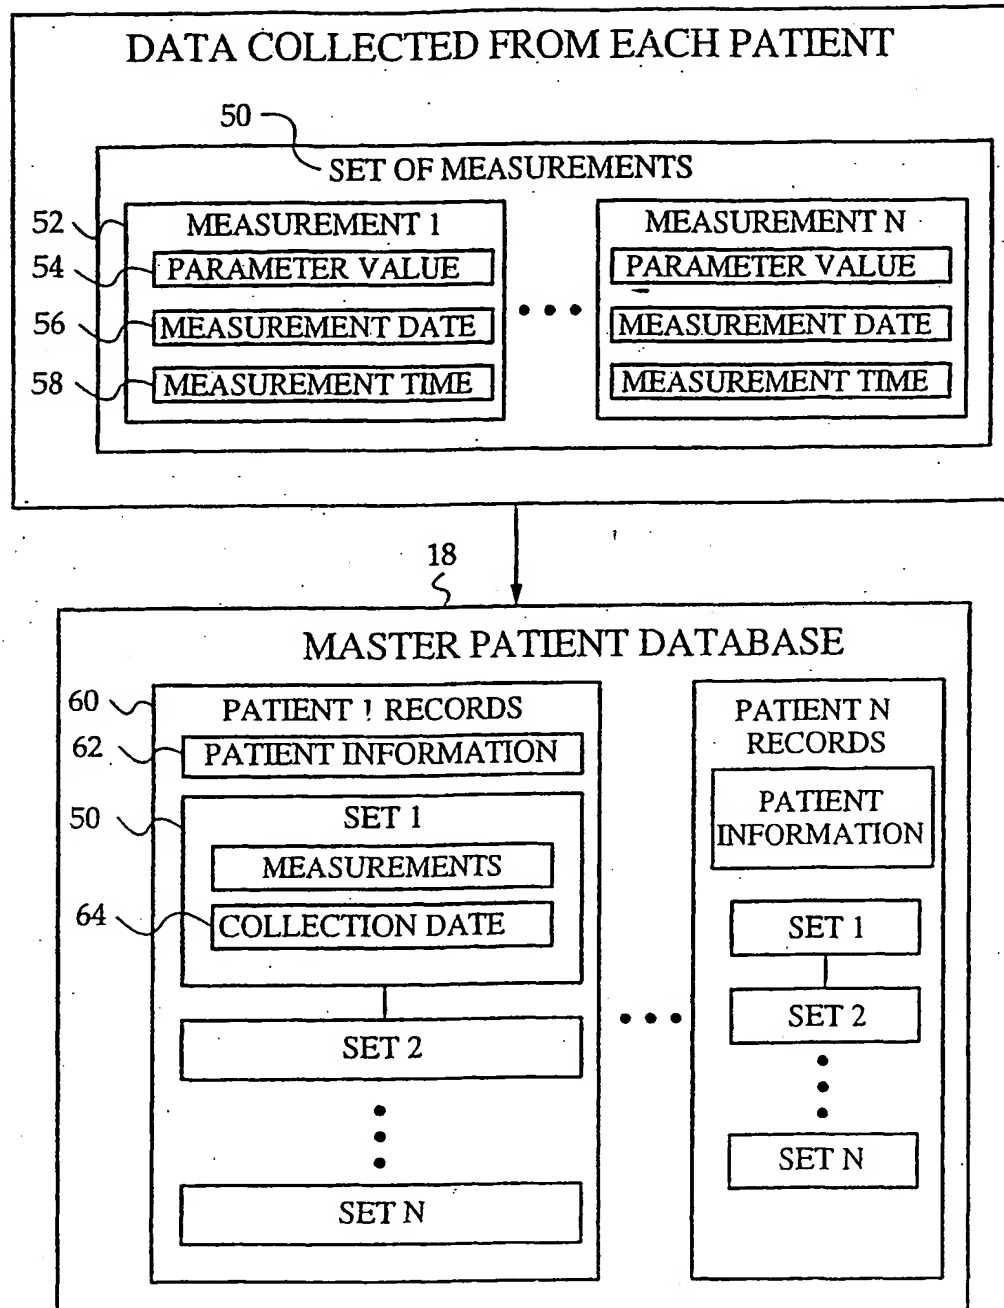 DATA COLLECTED FROM EACH PATIENT
50
SET OF MEASUREMENTS
52
MEASUREMENT 1
54
PARAMETER VALUE
56
MEASUREMENT DATE
58
MEASUREMENT TIME
MEASUREMENT N
PARAMETER VALUE
MEASUREMENT DATE
MEASUREMENT TIME
18
MASTER PATIENT DATABASE
60
PATIENT 1 RECORDS
62
PATIENT INFORMATION
50
SET 1
MEASUREMENTS
64
COLLECTION DATE
SET 2
SET N
PATIENT N
RECORDS
PATIENT
INFORMATION
SET 1
SET 2
SET N